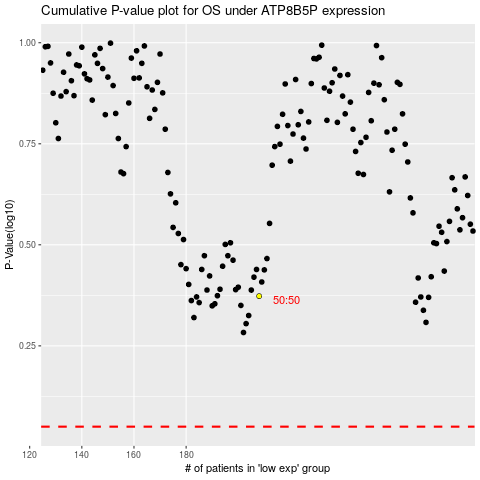 Cumulative P-value plot for OS under ATP8B5P expression
P-Value(log10)
1.00
0.75
0.50
0.25
50:50
120 140 160 180
# of patients in 'low exp' group